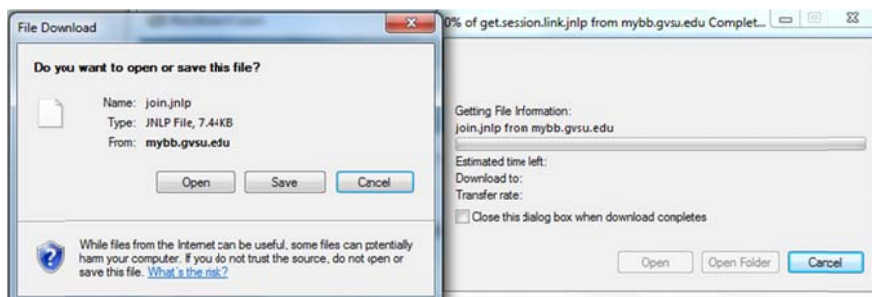 File Download
Do you want to open or save this file?
Name: join.jnlp
Type: JNLP File, 7.44KB
From: mybb.gvsu.edu
Open Save Cancel
While files from the Internet can be useful, some files can potentially
harm your computer. If you do not trust the source, do not open or
save this file. What's the risk?
0% of get.session.link.jnlp from mybb.gvsu.edu Complet...
Getting File Information:
join.jnlp from mybb.gvsu.edu
Estimated time left:
Download to:
Transfer rate:
Close this dialog box when download completes
Open Open Folder Cancel